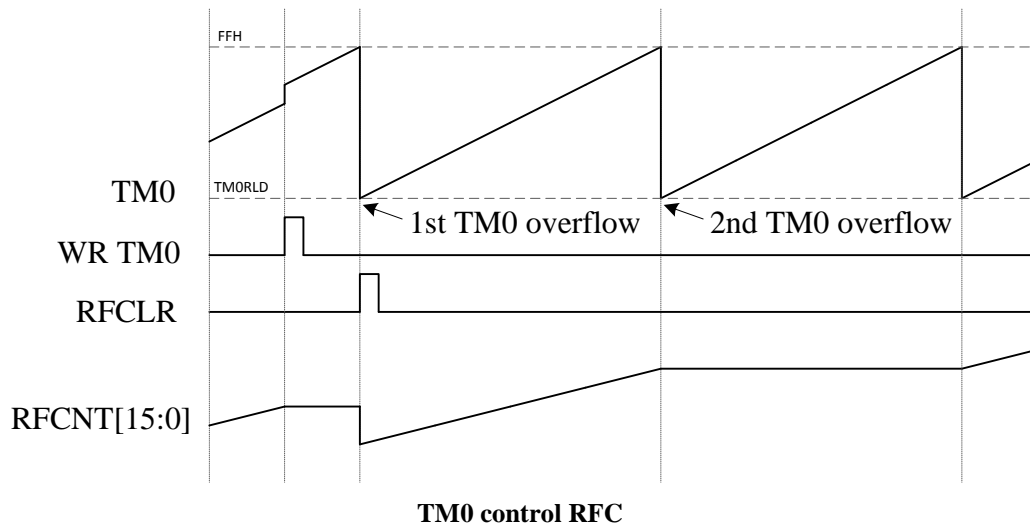 FFH
TM0
TM0RLD
1st TM0 overflow
2nd TM0 overflow
WR TM0
RFCLR
RFCNT[15:0]
TM0 control RFC